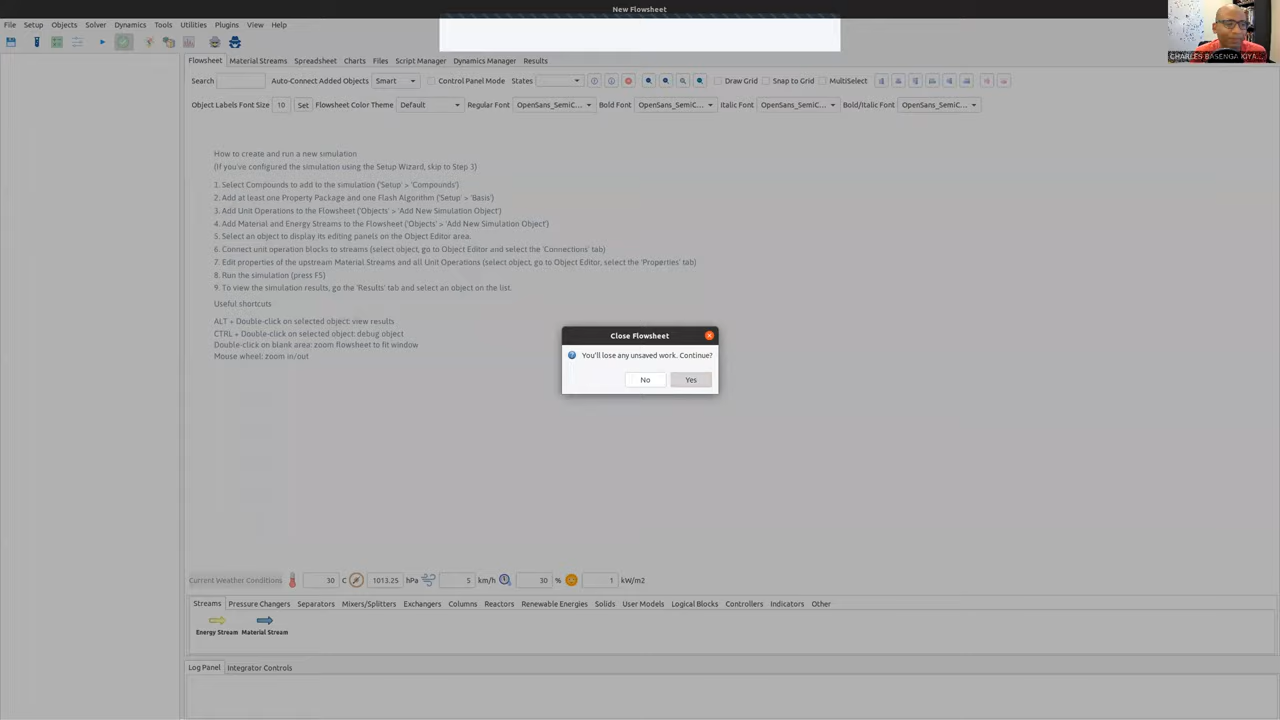 New Flowsheet
File Setup Objects Solver Dynamics Tools Utilities Plugins View Help
Flowsheet Material Streams Spreadsheet Charts Files Script Manager Dynamics Manager Results
Search Auto-Connect Added Objects Smart Control Panel Mode States Draw Grid Snap to Grid MultiSelect
Object Labels Font Size 10 Set Flowsheet Color Theme Default Regular Font OpenSans_SemiC... Bold Font OpenSans_SemiC... Italic Font OpenSans_SemiC... Bold/Italic Font OpenSans_SemiC...
How to create and run a new simulation
(If you've configured the simulation using the Setup Wizard, skip to Step 3)
1. Select Compounds to add to the simulation ('Setup' > 'Compounds')
2. Add at least one Property Package and one Flash Algorithm ('Setup' > 'Basis')
3. Add Unit Operations to the Flowsheet ('Objects' > 'Add New Simulation Object')
4. Add Material and Energy Streams to the Flowsheet ('Objects' > 'Add New Simulation Object')
5. Select an object to display its editing panels on the Object Editor area.
6. Connect unit operation blocks to streams (select object, go to Object Editor and select the 'Connections' tab)
7. Edit properties of the upstream Material Streams and all Unit Operations (select object, go to Object Editor, select the 'Properties' tab)
8. Run the simulation (press F5)
9. To view the simulation results, go the 'Results' tab and select an object on the list.
Useful shortcuts
ALT + Double-click on selected object: view results
CTRL + Double-click on selected object: debug object
Double-click on blank area: zoom flowsheet to fit window
Mouse wheel: zoom in/out
Close Flowsheet
You'll lose any unsaved work. Continue?
No Yes
Current Weather Conditions 30 C 1013.25 hPa 5 km/h 30 % 1 kW/m2
Streams Pressure Changers Separators Mixers/Splitters Exchangers Columns Reactors Renewable Energies Solids User Models Logical Blocks Controllers Indicators Other
Energy Stream Material Stream
Log Panel Integrator Controls
CHARLES BASENGA